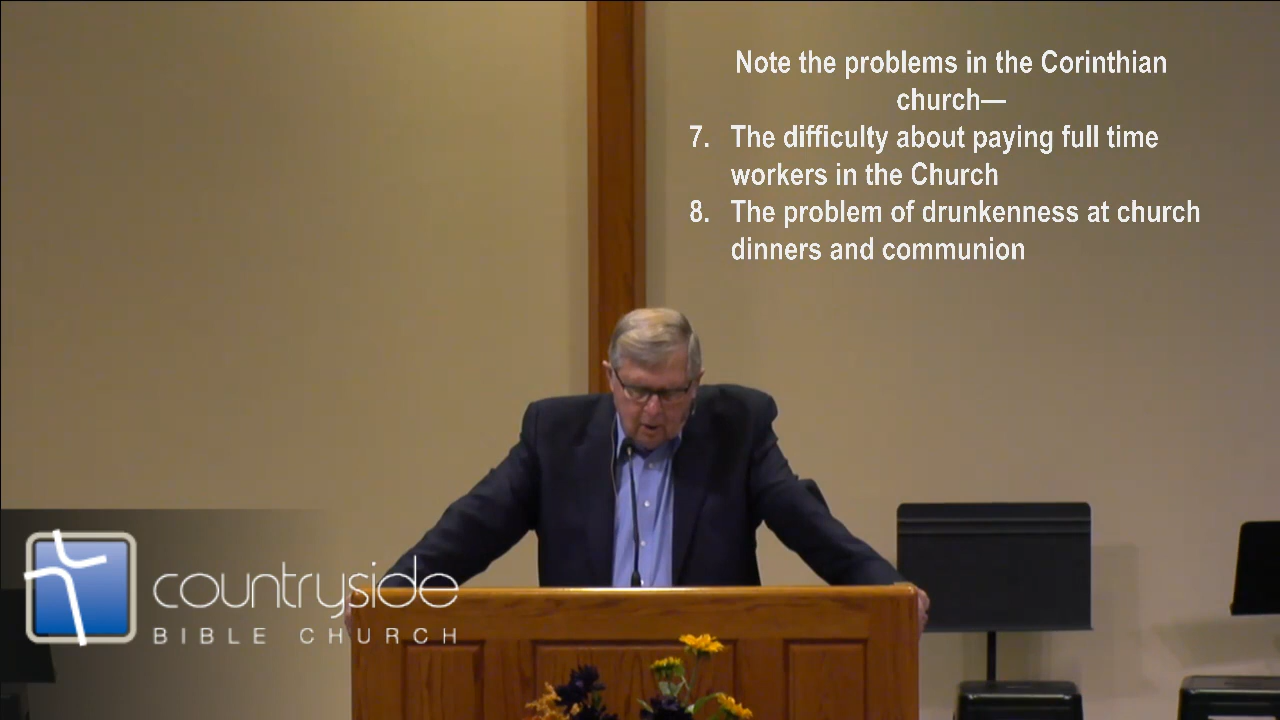 Note the problems in the Corinthian
church—
7. The difficulty about paying full time
workers in the Church
8. The problem of drunkenness at church
dinners and communion
countryside
BIBLE CHURCH